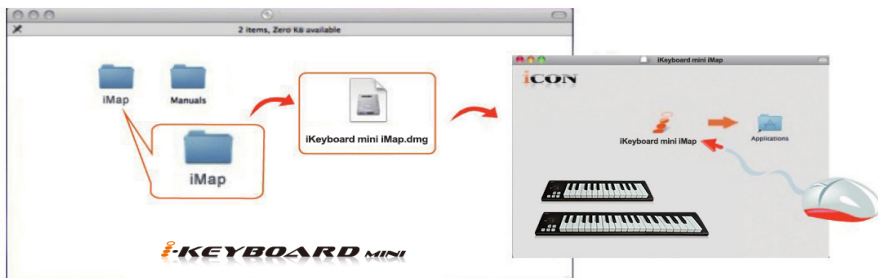 2 items, Zero KB available
iMap
Manuals
iMap
iKeyboard mini iMap.dmg
i-KEYBOARD MINI
iKeyboard mini iMap
iCON
iKeyboard mini iMap
Applications